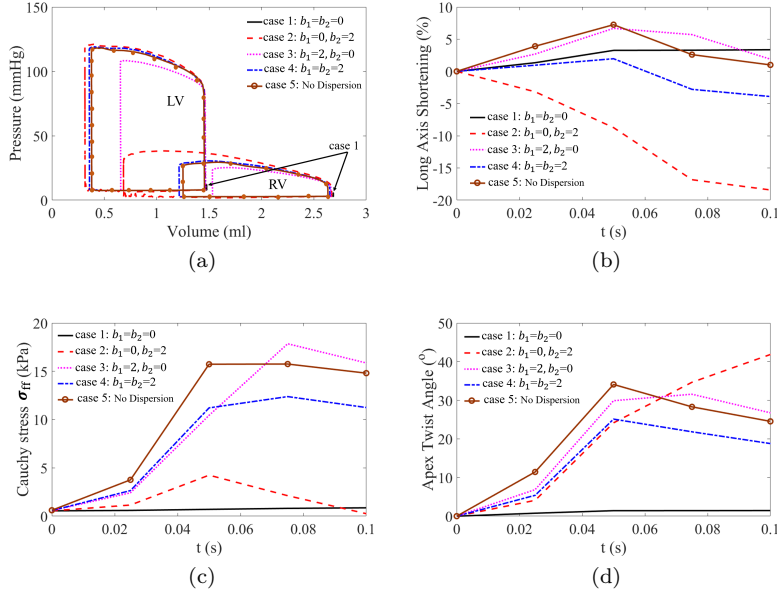 case 1: b₁=b₂=0
case 2: b₁=0, b₂=2
case 3: b₁=2, b₂=0
case 4: b₁=b₂=2
case 5: No Dispersion
LV
RV
case 1
Pressure (mmHg)
0
50
100
150
0
0.5
1
1.5
2
2.5
3
Volume (ml)
(a)
case 1: b₁=b₂=0
case 2: b₁=0, b₂=2
case 3: b₁=2, b₂=0
case 4: b₁=b₂=2
case 5: No Dispersion
Long Axis Shortening (%)
10
5
0
-5
-10
-15
-20
0
0.02
0.04
0.06
0.08
0.1
t (s)
(b)
case 1: b₁=b₂=0
case 2: b₁=0, b₂=2
case 3: b₁=2, b₂=0
case 4: b₁=b₂=2
case 5: No Dispersion
Cauchy stress σff (kPa)
20
15
10
5
0
0
0.02
0.04
0.06
0.08
0.1
t (s)
(c)
case 1: b₁=b₂=0
case 2: b₁=0, b₂=2
case 3: b₁=2, b₂=0
case 4: b₁=b₂=2
case 5: No Dispersion
Apex Twist Angle (°)
50
40
30
20
10
0
0
0.02
0.04
0.06
0.08
0.1
t (s)
(d)